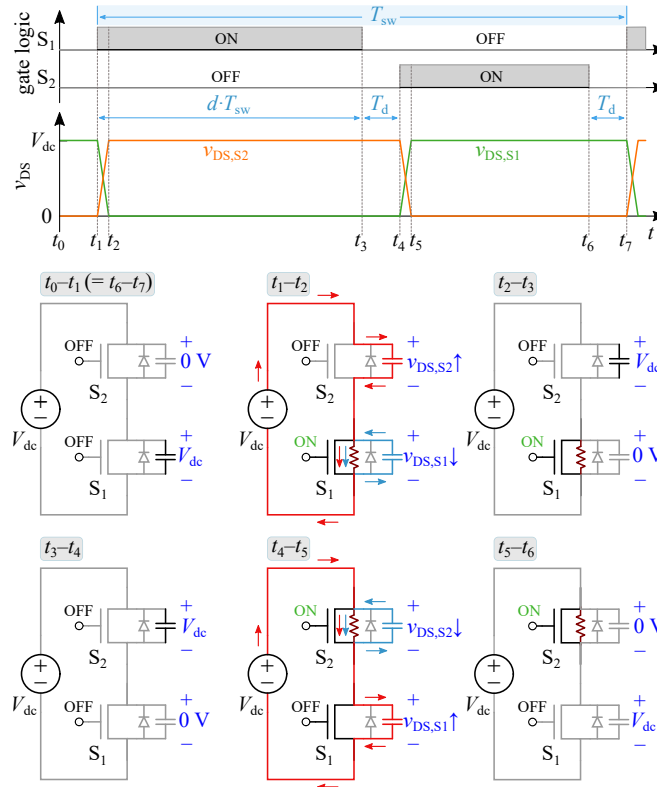 T_sw
gate logic
S₁ ON OFF
S₂ OFF ON
d·T_sw T_d T_d
V_dc
v_DS v_DS,S2 v_DS,S1
0
t₀ t₁ t₂ t₃ t₄ t₅ t₆ t₇ t
t₀–t₁ (= t₆–t₇) t₁–t₂ t₂–t₃
OFF + 0 V −
S₂
+ − V_dc
OFF + V_dc −
S₁
OFF + v_DS,S2↑ −
S₂
+ − V_dc
ON + v_DS,S1↓ −
S₁
OFF + V_dc −
S₂
+ − V_dc
ON + 0 V −
S₁
t₃–t₄ t₄–t₅ t₅–t₆
OFF + V_dc −
S₂
+ − V_dc
OFF + 0 V −
S₁
ON + v_DS,S2↓ −
S₂
+ − V_dc
OFF + v_DS,S1↑ −
S₁
ON + 0 V −
S₂
+ − V_dc
OFF + V_dc −
S₁